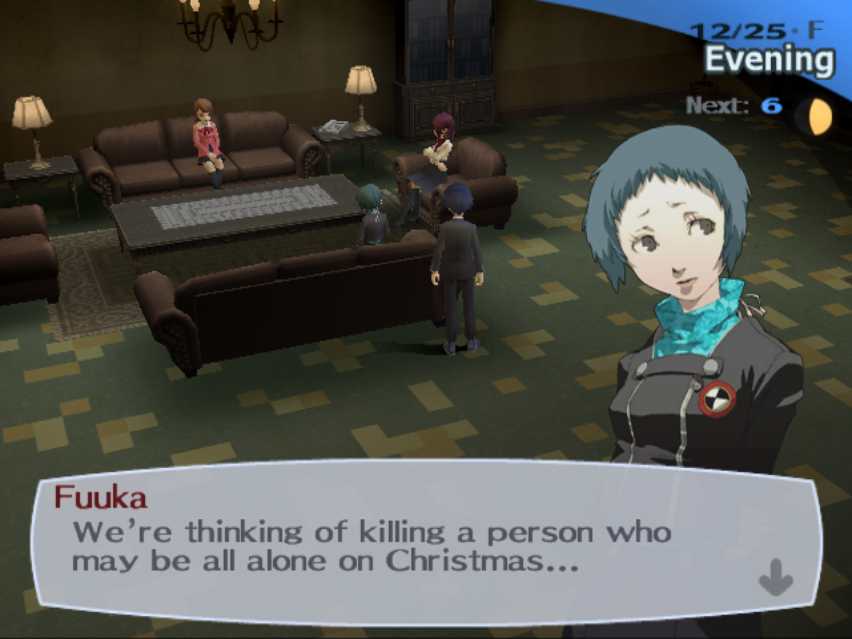 12/25・F
Evening
Next: 6
Fuuka
We're thinking of killing a person who
may be all alone on Christmas...